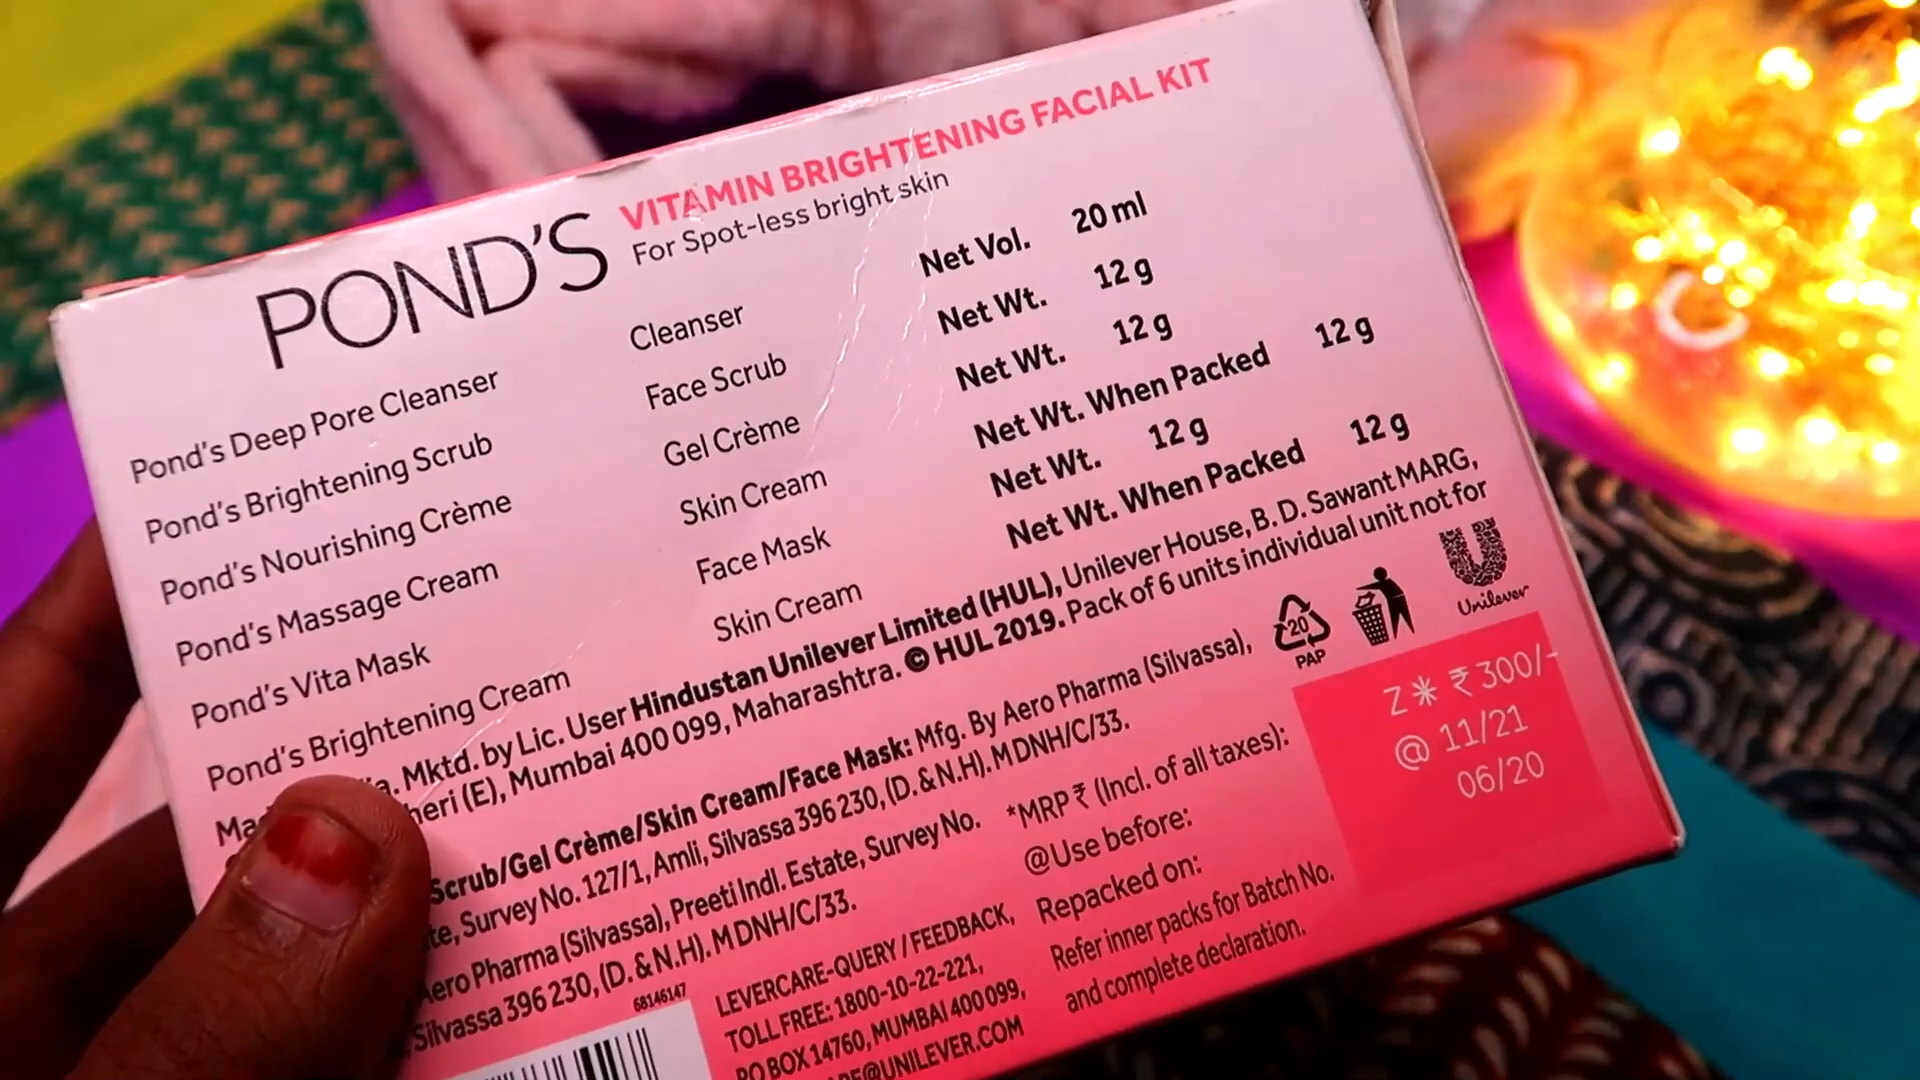 POND'S
VITAMIN BRIGHTENING FACIAL KIT
For Spot-less bright skin
Pond's Deep Pore Cleanser Cleanser Net Vol. 20 ml
Pond's Brightening Scrub Face Scrub Net Wt. 12 g
Pond's Nourishing Crème Gel Crème Net Wt. 12 g
Pond's Massage Cream Skin Cream Net Wt. When Packed 12 g
Pond's Vita Mask Face Mask Net Wt. 12 g
Pond's Brightening Cream Skin Cream Net Wt. When Packed 12 g
Mktd. by Lic. User Hindustan Unilever Limited (HUL), Unilever House, B. D. Sawant MARG,
(E), Mumbai 400 099, Maharashtra. © HUL 2019. Pack of 6 units individual unit not for
Scrub/Gel Crème/Skin Cream/Face Mask: Mfg. By Aero Pharma (Silvassa),
Survey No. 127/1, Amli, Silvassa 396 230, (D. & N.H). M DNH/C/33.
Aero Pharma (Silvassa), Preeti Indl. Estate, Survey No.
Silvassa 396 230, (D. & N.H). M DNH/C/33.
68146147
LEVERCARE-QUERY / FEEDBACK,
TOLL FREE: 1800-10-22-221,
PO BOX 14760, MUMBAI 400 099,
@UNILEVER.COM
*MRP ₹ (Incl. of all taxes):
@Use before:
Repacked on:
Refer inner packs for Batch No.
and complete declaration.
20
PAP
Unilever
Z * ₹ 300/-
@ 11/21
06/20